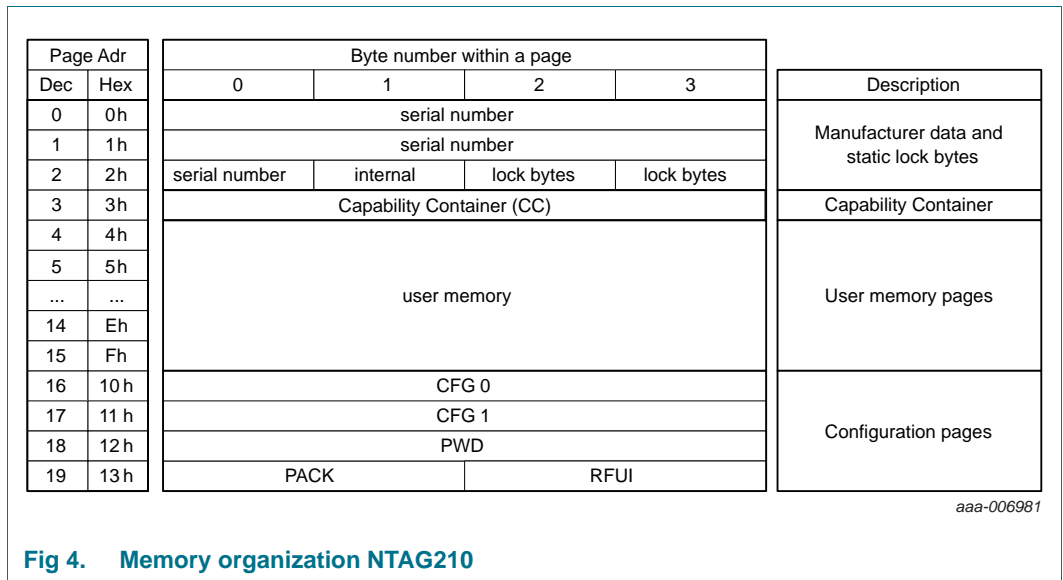 Page Adr Byte number within a page
Dec Hex 0 1 2 3 Description
0 0h serial number
1 1h serial number
Manufacturer data and
static lock bytes
2 2h serial number internal lock bytes lock bytes
3 3h Capability Container (CC) Capability Container
4 4h
5 5h
... ... user memory User memory pages
14 Eh
15 Fh
16 10h CFG 0
17 11h CFG 1
Configuration pages
18 12h PWD
19 13h PACK RFUI
aaa-006981
Fig 4. Memory organization NTAG210